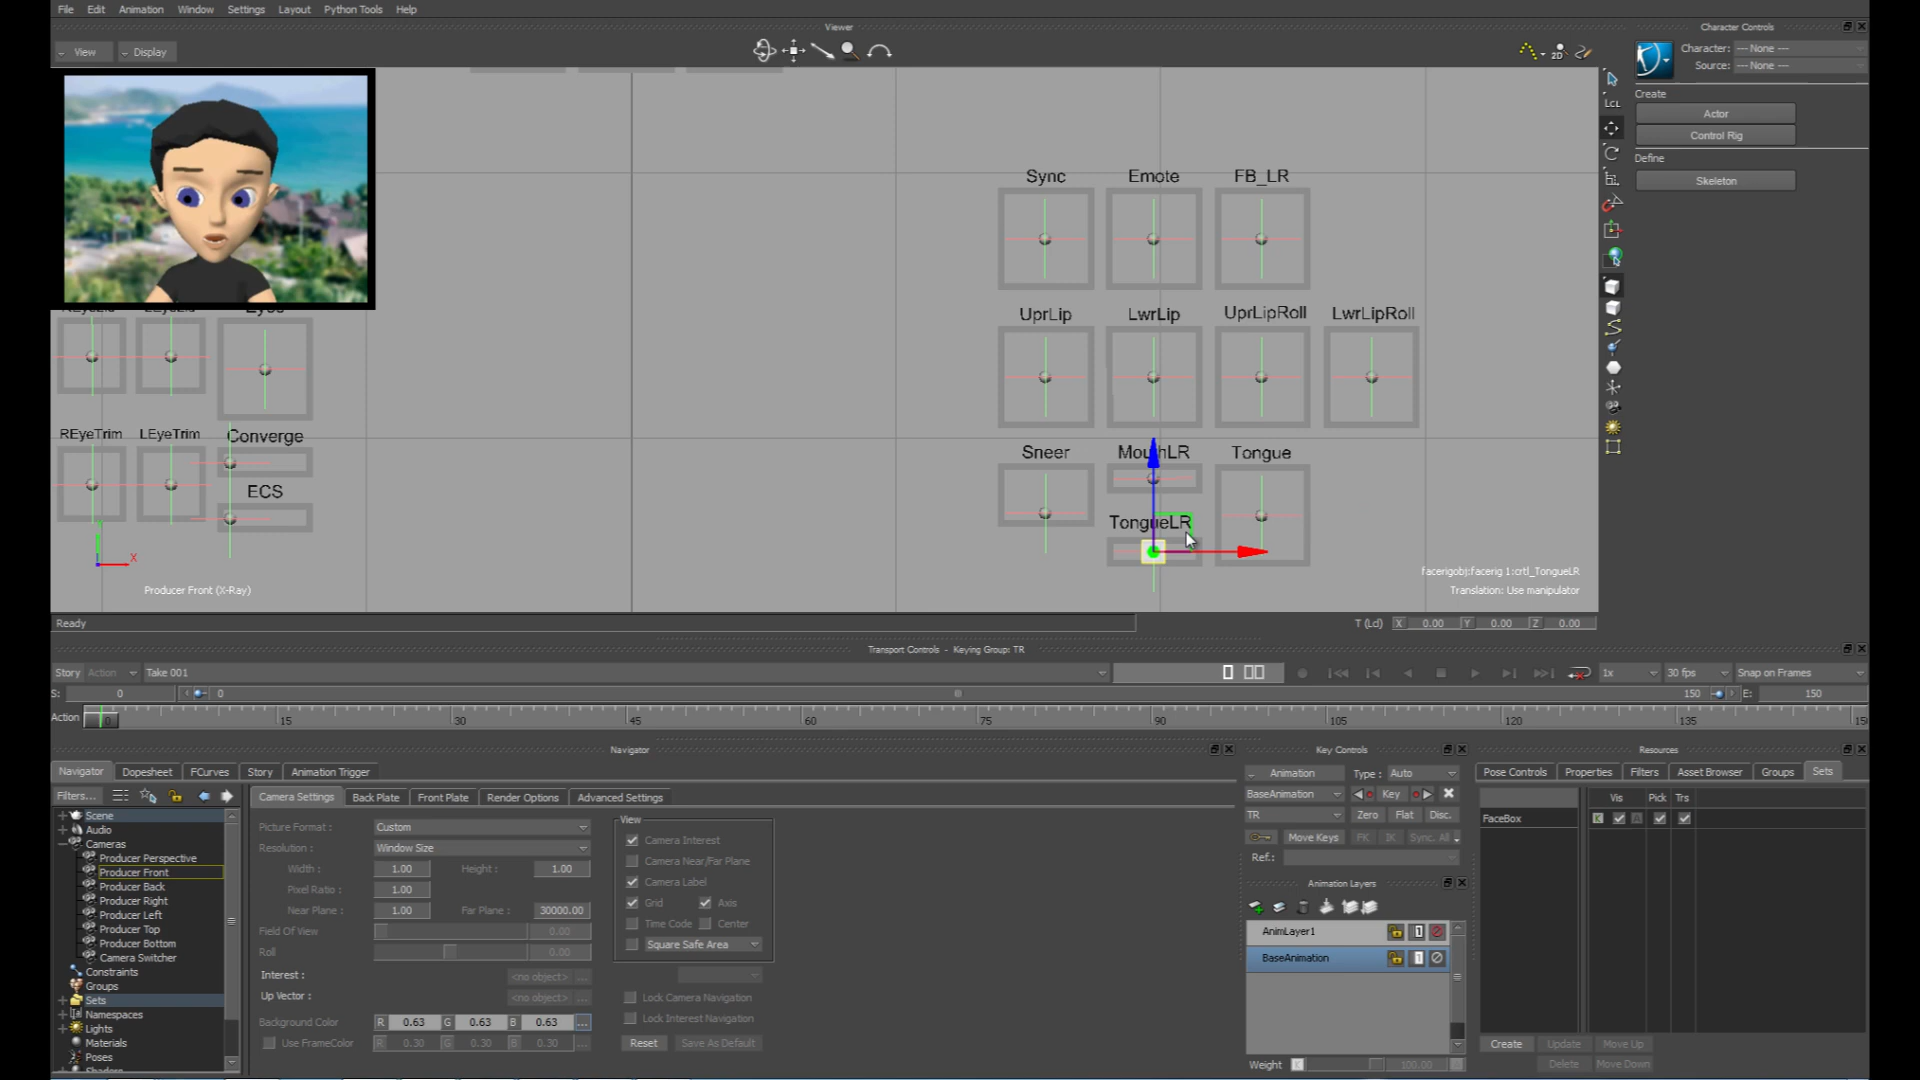 File Edit Animation Window Settings Layout Python Tools Help
Viewer
Character Controls
View Display
2D
Character: --- None ---
Source: --- None ---
Create
Actor
Control Rig
Define
Skeleton
LCL
Sync Emote FB_LR
UprLip LwrLip UprLipRoll LwrLipRoll
REyeTrim LEyeTrim Converge
ECS
Sneer MouthLR Tongue
TongueLR
X
Producer Front (X-Ray)
facerigobj:facerig 1:crtl_TongueLR
Translation: Use manipulator
Ready
T (Ld) X 0.00 Y 0.00 Z 0.00
Transport Controls - Keying Group: TR
Story Action Take 001
1x 30 fps Snap on Frames
S: 0 0 150 E: 150
Action 0 15 30 45 60 75 90 105 120 135 15
Navigator
Navigator Dopesheet FCurves Story Animation Trigger
Filters...
Scene
Audio
Cameras
Producer Perspective
Producer Front
Producer Back
Producer Right
Producer Left
Producer Top
Producer Bottom
Camera Switcher
Constraints
Groups
Sets
Namespaces
Lights
Materials
Poses
Camera Settings Back Plate Front Plate Render Options Advanced Settings
Picture Format : Custom
Resolution : Window Size
Width : 1.00 Height : 1.00
Pixel Ratio : 1.00
Near Plane : 1.00 Far Plane : 30000.00
Field Of View 0.00
Roll 0.00
Interest : <no object> ...
Up Vector : <no object> ...
Background Color R 0.63 G 0.63 B 0.63 ...
Use FrameColor R 0.30 G 0.30 B 0.30 ...
View
Camera Interest
Camera Near/Far Plane
Camera Label
Grid Axis
Time Code Center
Square Safe Area
Lock Camera Navigation
Lock Interest Navigation
Reset Save As Default
Key Controls
Animation Type : Auto
BaseAnimation Key
TR Zero Flat Disc.
Move Keys FK IK Sync. All
Ref.:
Animation Layers
AnimLayer1 1
BaseAnimation 1
Weight K 100.00
Resources
Pose Controls Properties Filters Asset Browser Groups Sets
Vis Pick Trs
FaceBox K A
Create Update Move Up
Delete Move Down